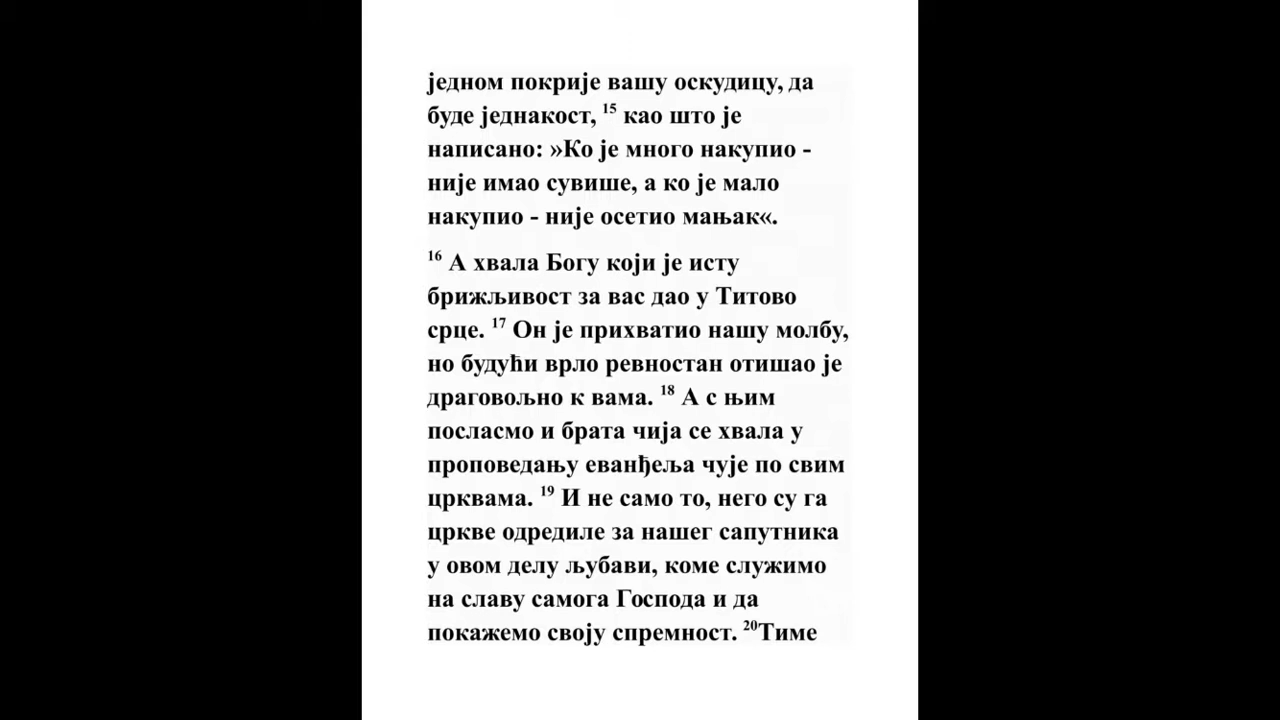 једном покрије вашу оскудицу, да
буде једнакост, 15 као што је
написано: »Ко је много накупио -
није имао сувише, а ко је мало
накупио - није осетио мањак«.
16 А хвала Богу који је исту
брижљивост за вас дао у Титово
срце. 17 Он је прихватио нашу молбу,
но будући врло ревностан отишао је
драговољно к вама. 18 А с њим
посласмо и брата чија се хвала у
проповедању еванђеља чује по свим
црквама. 19 И не само то, него су га
цркве одредиле за нашег сапутника
у овом делу љубави, коме служимо
на славу самога Господа и да
покажемо своју спремност. 20Тиме